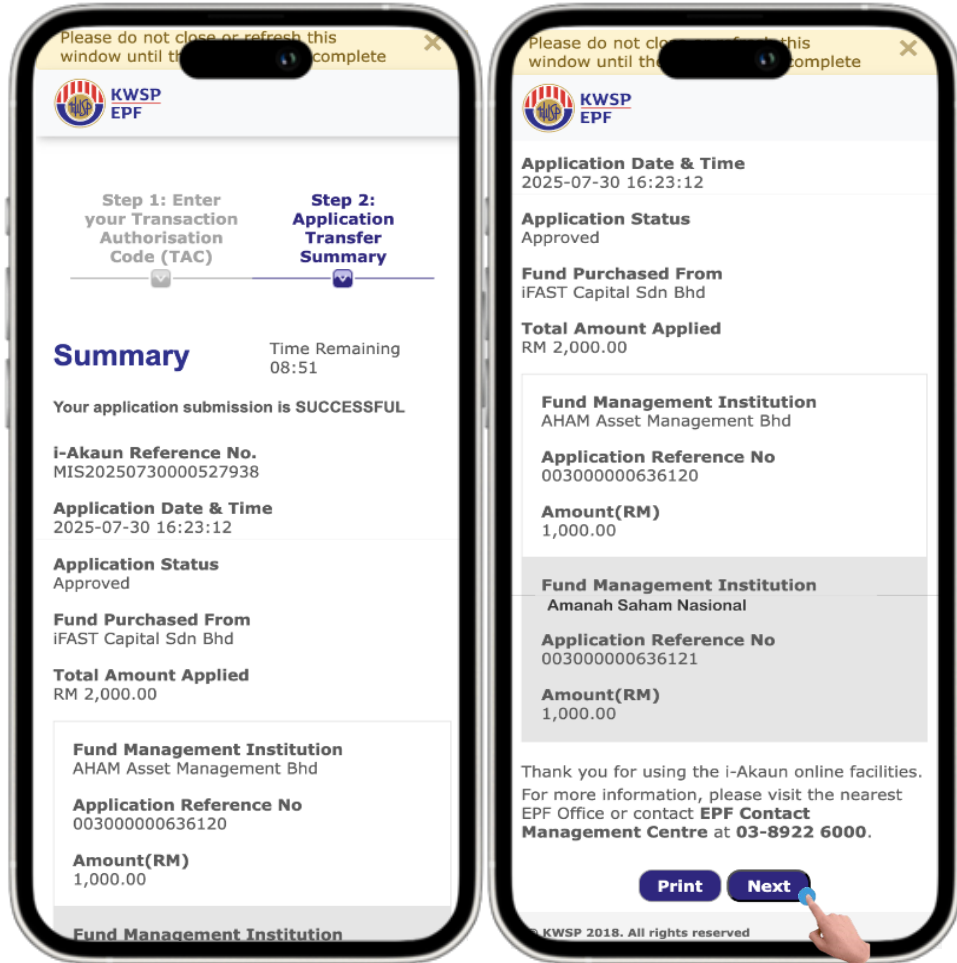 Please do not close or refresh this
window until th complete
KWSP
EPF
Step 1: Enter
your Transaction
Authorisation
Code (TAC)
Step 2:
Application
Transfer
Summary
Summary
Time Remaining
08:51
Your application submission is SUCCESSFUL
i-Akaun Reference No.
MIS20250730000527938
Application Date & Time
2025-07-30 16:23:12
Application Status
Approved
Fund Purchased From
iFAST Capital Sdn Bhd
Total Amount Applied
RM 2,000.00
Fund Management Institution
AHAM Asset Management Bhd
Application Reference No
003000000636120
Amount(RM)
1,000.00
Fund Management Institution
Please do not clo refresh this
window until the complete
KWSP
EPF
Application Date & Time
2025-07-30 16:23:12
Application Status
Approved
Fund Purchased From
iFAST Capital Sdn Bhd
Total Amount Applied
RM 2,000.00
Fund Management Institution
AHAM Asset Management Bhd
Application Reference No
003000000636120
Amount(RM)
1,000.00
Fund Management Institution
Amanah Saham Nasional
Application Reference No
003000000636121
Amount(RM)
1,000.00
Thank you for using the i-Akaun online facilities.
For more information, please visit the nearest
EPF Office or contact EPF Contact
Management Centre at 03-8922 6000.
Print Next
© KWSP 2018. All rights reserved